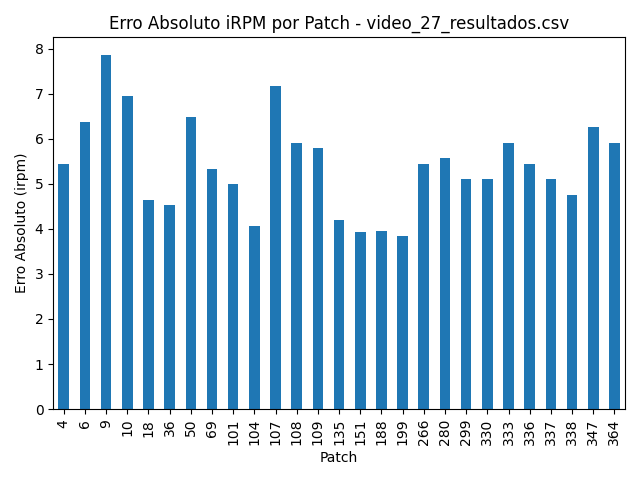 Erro Absoluto iRPM por Patch - video_27_resultados.csv
Erro Absoluto (irpm)
8
7
6
5
4
3
2
1
0
4 6 9 10 18 36 50 69 101 104 107 108 109 135 151 188 199 266 280 299 330 333 336 337 338 347 364
Patch